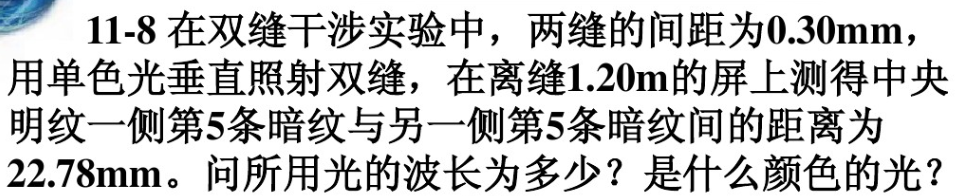 11-8 在双缝干涉实验中，两缝的间距为0.30mm，
用单色光垂直照射双缝，在离缝1.20m的屏上测得中央
明纹一侧第5条暗纹与另一侧第5条暗纹间的距离为
22.78mm。问所用光的波长为多少？是什么颜色的光？